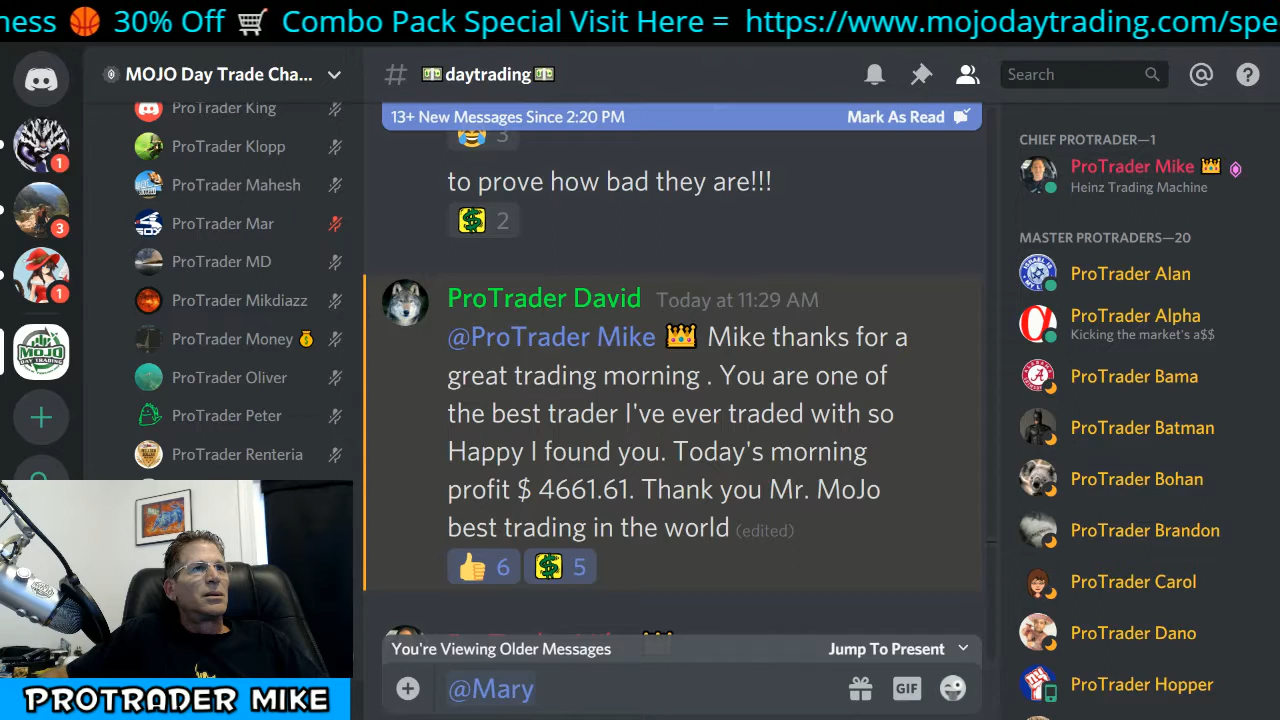 ness 🏀 30% Off 🛒 Combo Pack Special Visit Here = https://www.mojodaytrading.com/spe
MOJO Day Trade Cha...
ProTrader King
ProTrader Klopp
ProTrader Mahesh
ProTrader Mar
ProTrader MD
ProTrader Mikdiazz
ProTrader Money 💰
ProTrader Oliver
ProTrader Peter
ProTrader Renteria
1
3
1
MOJO
DAY TRADING
# 💵daytrading💵
Search
13+ New Messages Since 2:20 PM Mark As Read
😂 3
to prove how bad they are!!!
2
ProTrader David Today at 11:29 AM
@ProTrader Mike 👑 Mike thanks for a
great trading morning . You are one of
the best trader I've ever traded with so
Happy I found you. Today's morning
profit $ 4661.61. Thank you Mr. MoJo
best trading in the world (edited)
👍 6 5
You're Viewing Older Messages Jump To Present
@Mary
GIF
CHIEF PROTRADER—1
ProTrader Mike 👑
Heinz Trading Machine
MASTER PROTRADERS—20
ProTrader Alan
ProTrader Alpha
Kicking the market's a$$
ProTrader Bama
ProTrader Batman
ProTrader Bohan
ProTrader Brandon
ProTrader Carol
ProTrader Dano
ProTrader Hopper
PROTRADER MIKE